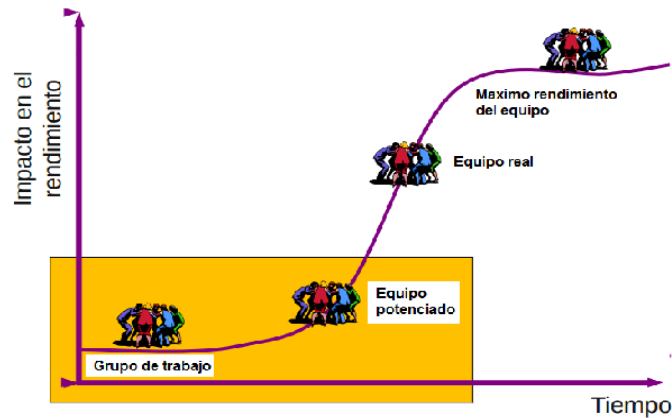 Impacto en el
rendimiento
Maximo rendimiento
del equipo
Equipo real
Equipo
potenciado
Grupo de trabajo
Tiempo